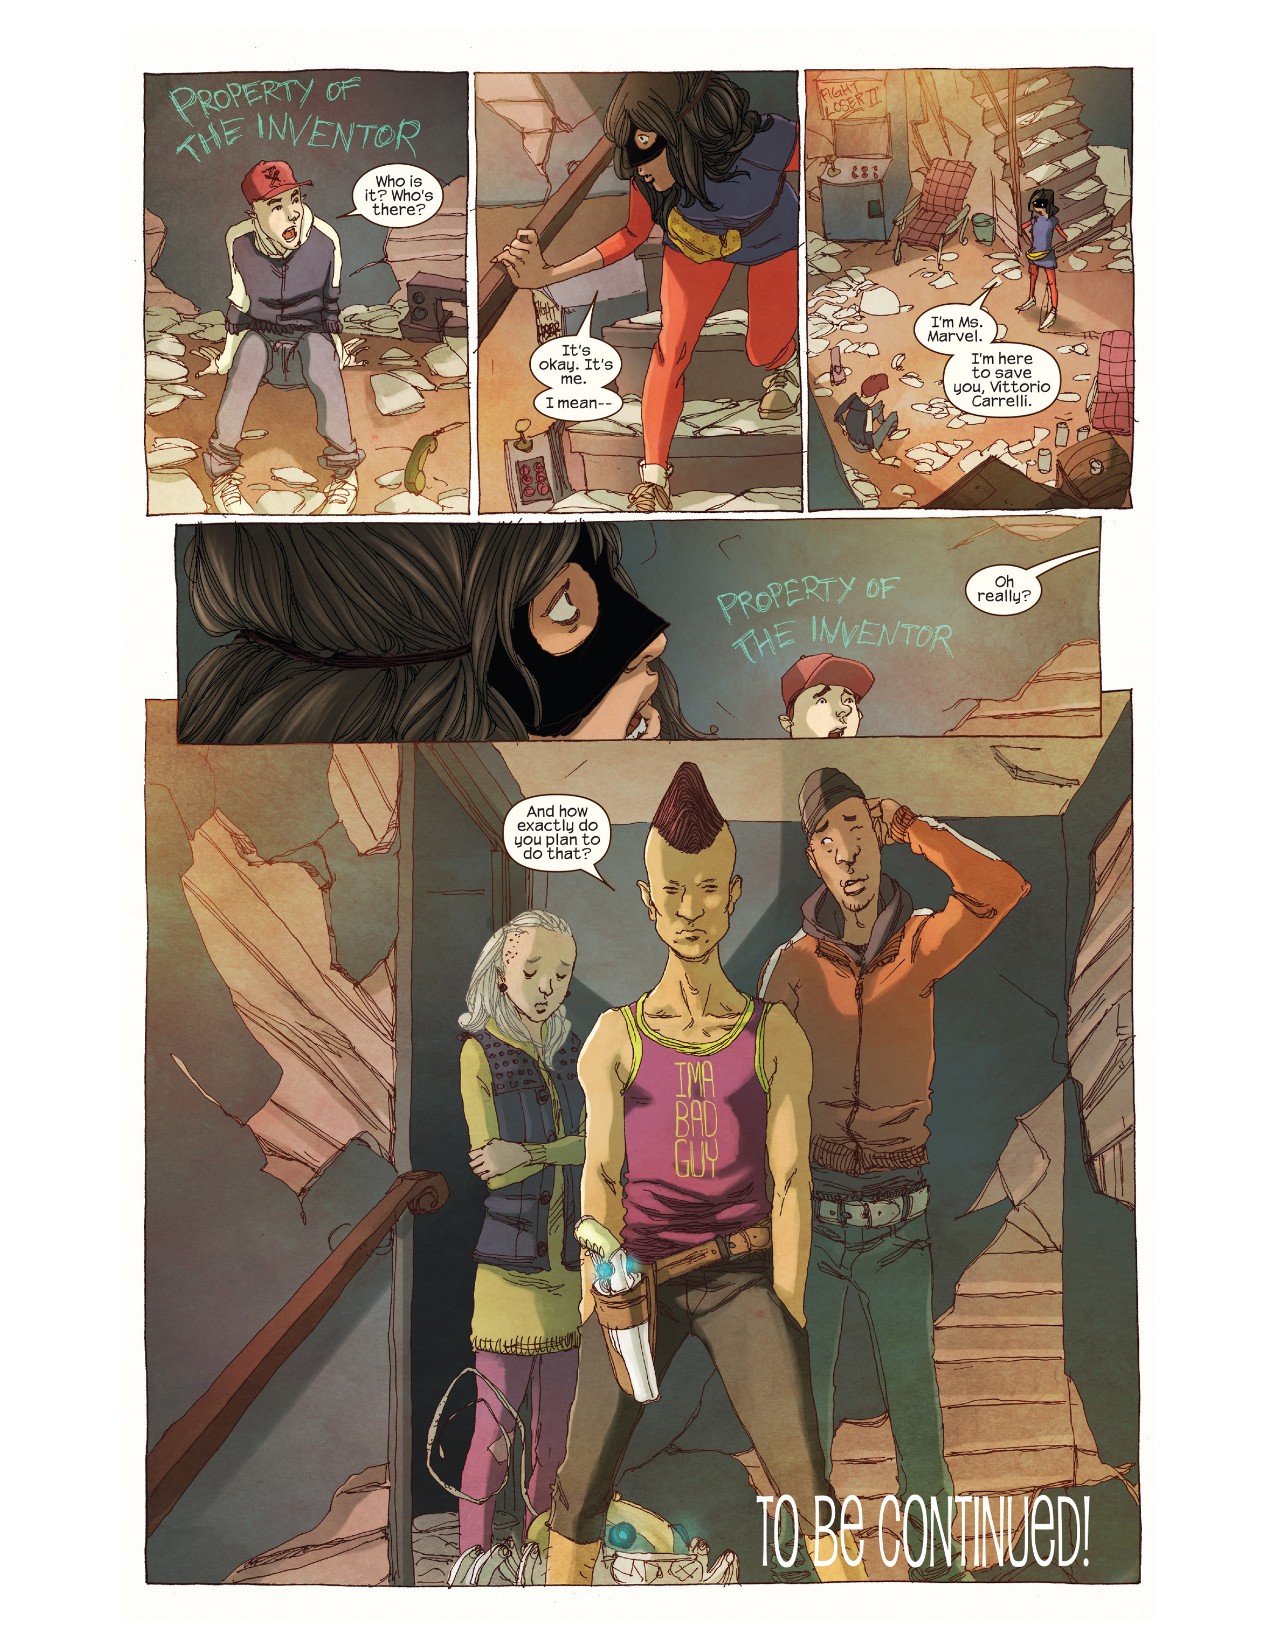 PROPERTY OF
THE INVENTOR
Who is
it? Who's
there?
It's
okay. It's
me.
I mean--
FIGHT
LOSER II
I'm Ms.
Marvel.
I'm here
to save
you, Vittorio
Carrelli.
PROPERTY OF
THE INVENTOR
Oh
really?
And how
exactly do
you plan to
do that?
IMA
BAD
GUY
TO BE CONTINUED!